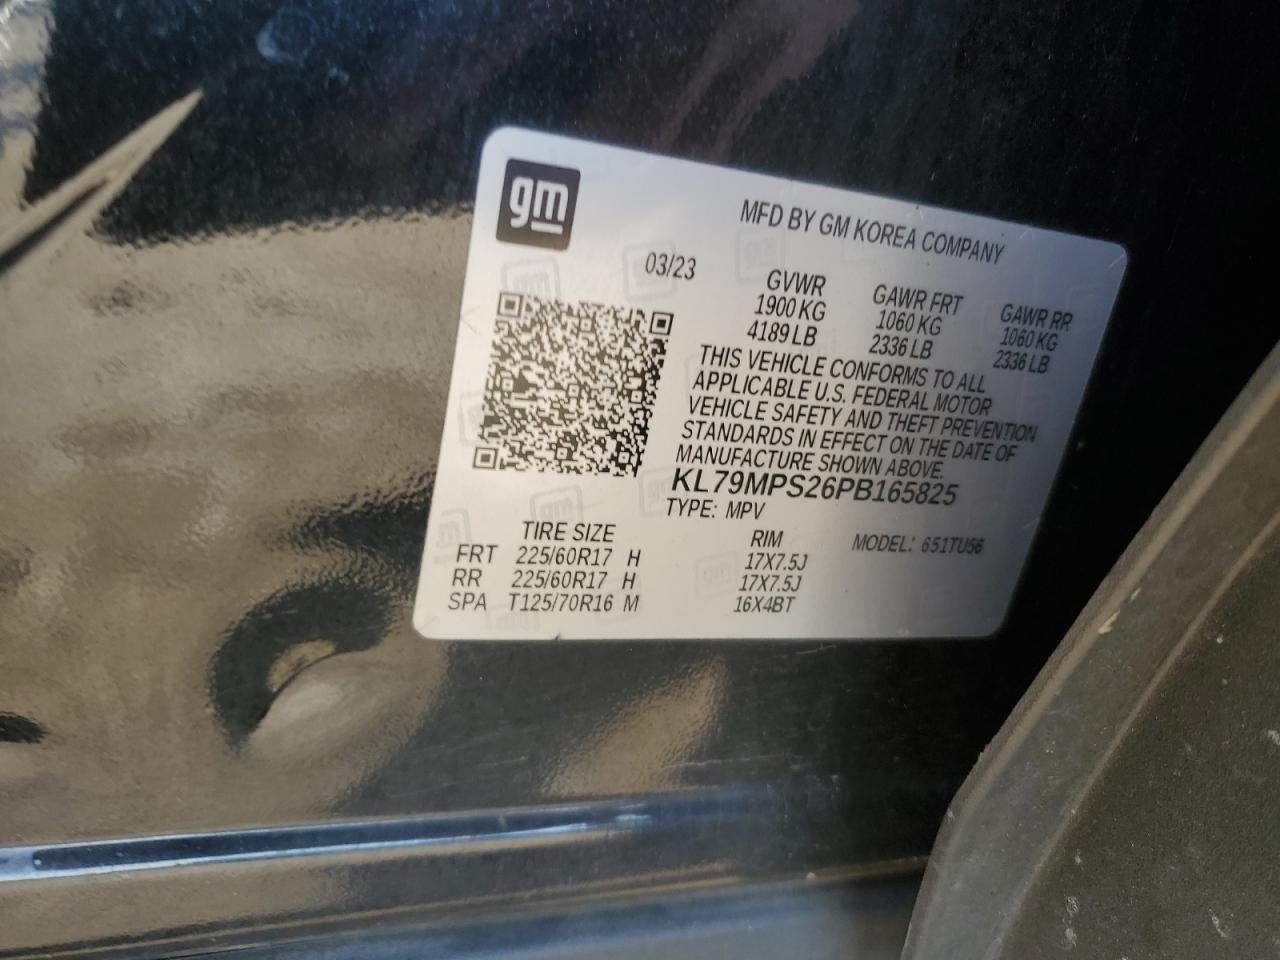 gm
MFD BY GM KOREA COMPANY
03/23
GVWR GAWR FRT GAWR RR
1900 KG 1060 KG 1060 KG
4189 LB 2336 LB 2336 LB
THIS VEHICLE CONFORMS TO ALL
APPLICABLE U.S. FEDERAL MOTOR
VEHICLE SAFETY AND THEFT PREVENTION
STANDARDS IN EFFECT ON THE DATE OF
MANUFACTURE SHOWN ABOVE.
KL79MPS26PB165825
TYPE: MPV
TIRE SIZE RIM MODEL: 651TU56
FRT 225/60R17 H 17X7.5J
RR 225/60R17 H 17X7.5J
SPA T125/70R16 M 16X4BT